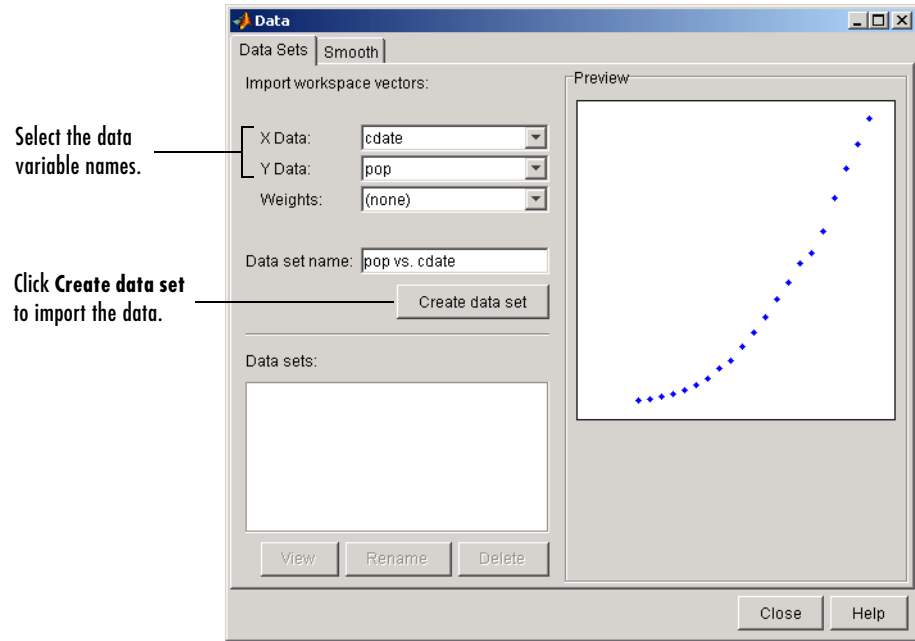 Data
Data Sets
Smooth
Import workspace vectors:
Preview
Select the data
variable names.
X Data:
cdate
Y Data:
pop
Weights:
(none)
Data set name:
pop vs. cdate
Click Create data set
to import the data.
Create data set
Data sets:
View
Rename
Delete
Close
Help